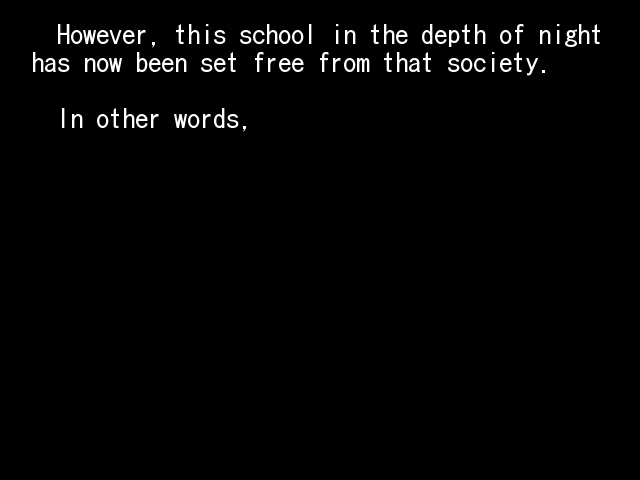 However, this school in the depth of night
has now been set free from that society.
In other words,